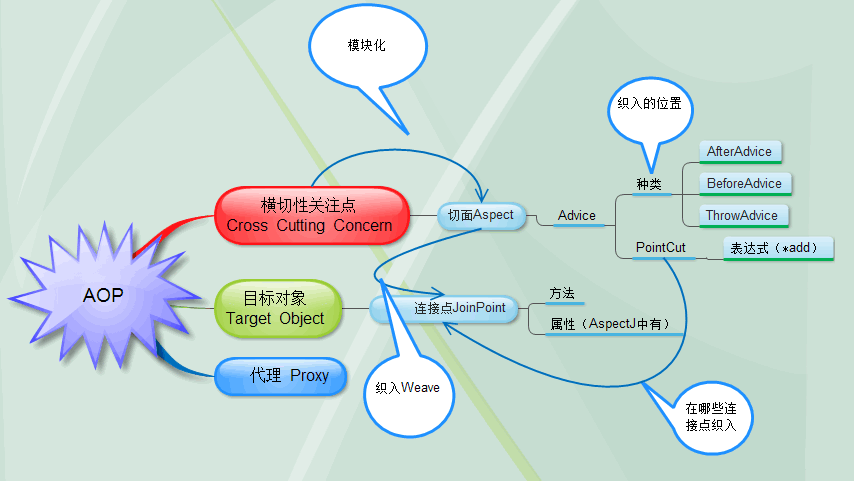 模块化
织入的位置
AfterAdvice
种类
BeforeAdvice
横切性关注点
Cross Cutting Concern
切面Aspect
Advice
ThrowAdvice
PointCut
表达式（*add）
AOP
目标对象
Target Object
连接点JoinPoint
方法
属性（AspectJ中有）
代理 Proxy
织入Weave
在哪些连
接点织入